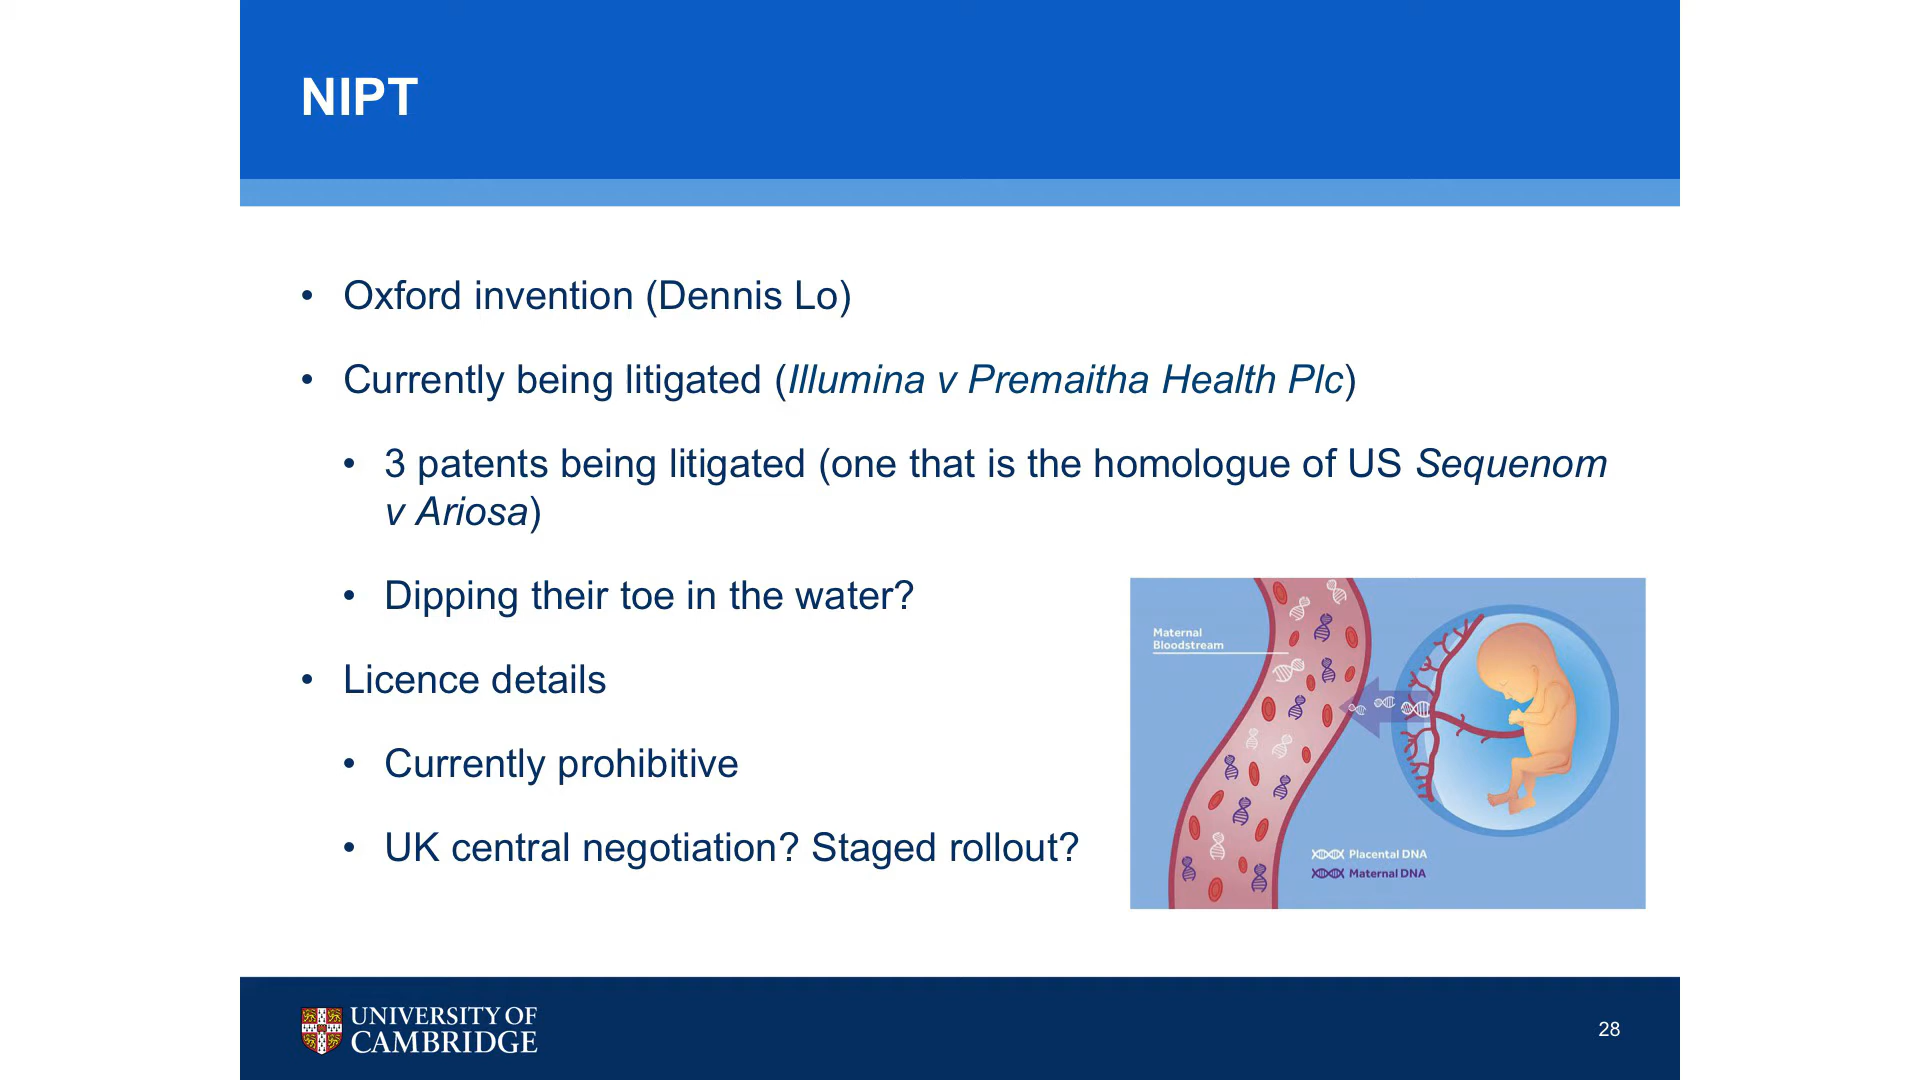 NIPT
• Oxford invention (Dennis Lo)
• Currently being litigated (Illumina v Premaitha Health Plc)
• 3 patents being litigated (one that is the homologue of US Sequenom
v Ariosa)
• Dipping their toe in the water?
• Licence details
• Currently prohibitive
• UK central negotiation? Staged rollout?
Maternal
Bloodstream
Placental DNA
Maternal DNA
UNIVERSITY OF
CAMBRIDGE
28